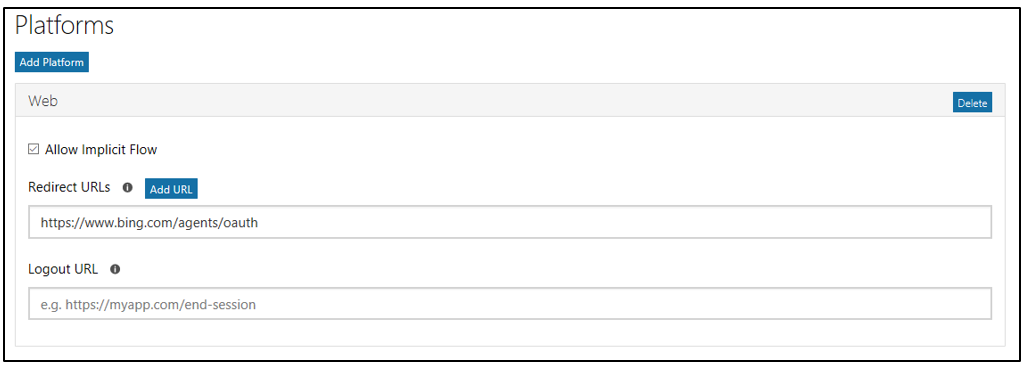 Platforms
Add Platform
Web
Delete
Allow Implicit Flow
Redirect URLs
Add URL
https://www.bing.com/agents/oauth
Logout URL
e.g. https://myapp.com/end-session